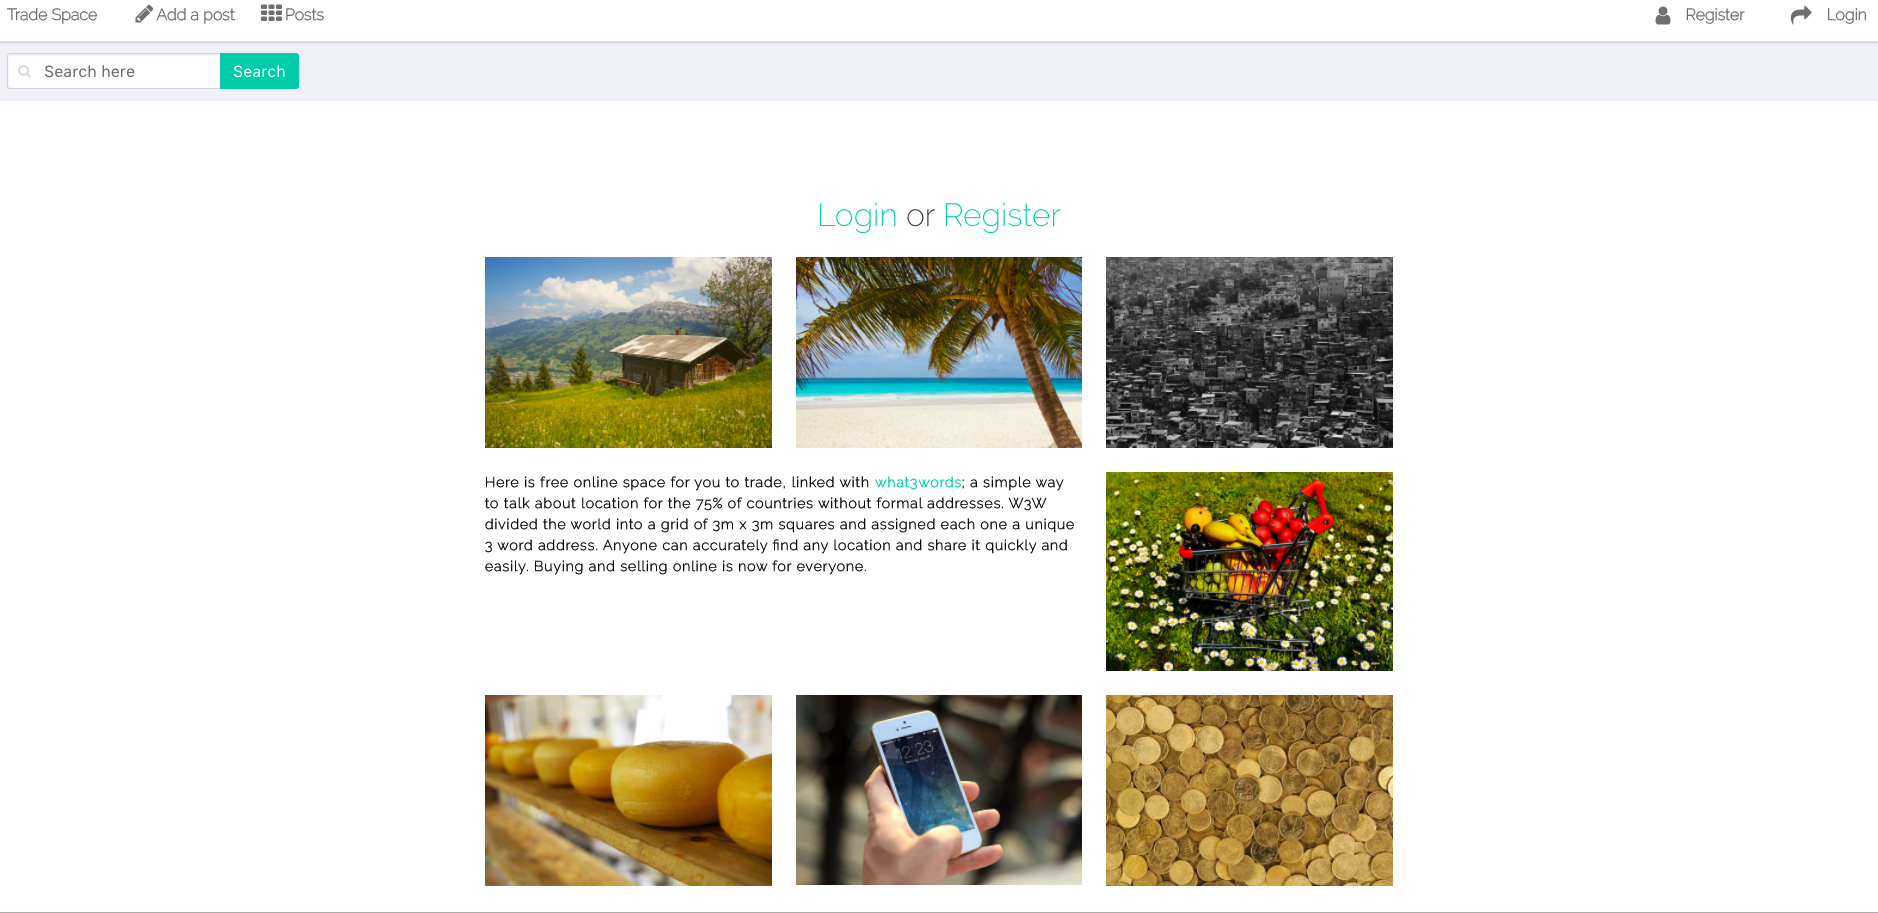 Trade Space Add a post Posts Register Login
Search here Search
Login or Register
Here is free online space for you to trade, linked with what3words; a simple way
to talk about location for the 75% of countries without formal addresses. W3W
divided the world into a grid of 3m x 3m squares and assigned each one a unique
3 word address. Anyone can accurately find any location and share it quickly and
easily. Buying and selling online is now for everyone.
12:23